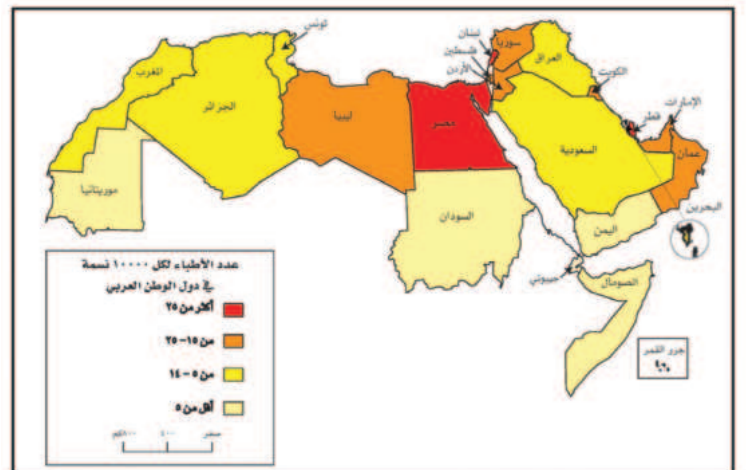 تونس
لبنان
سوريا
فلسطين
الأردن
العراق
الكويت
المغرب
الجزائر
ليبيا
مصر
قطر
الإمارات
السعودية
عمان
البحرين
موريتانيا
السودان
اليمن
جيبوتي
الصومال
جزر القمر
عدد الأطباء لكل ١٠٠٠٠ نسمة
في دول الوطن العربي
أكثر من ٢٥
من ١٥ – ٢٥
من ٥ – ١٤
أقل من ٥
صفر ٤٠٠